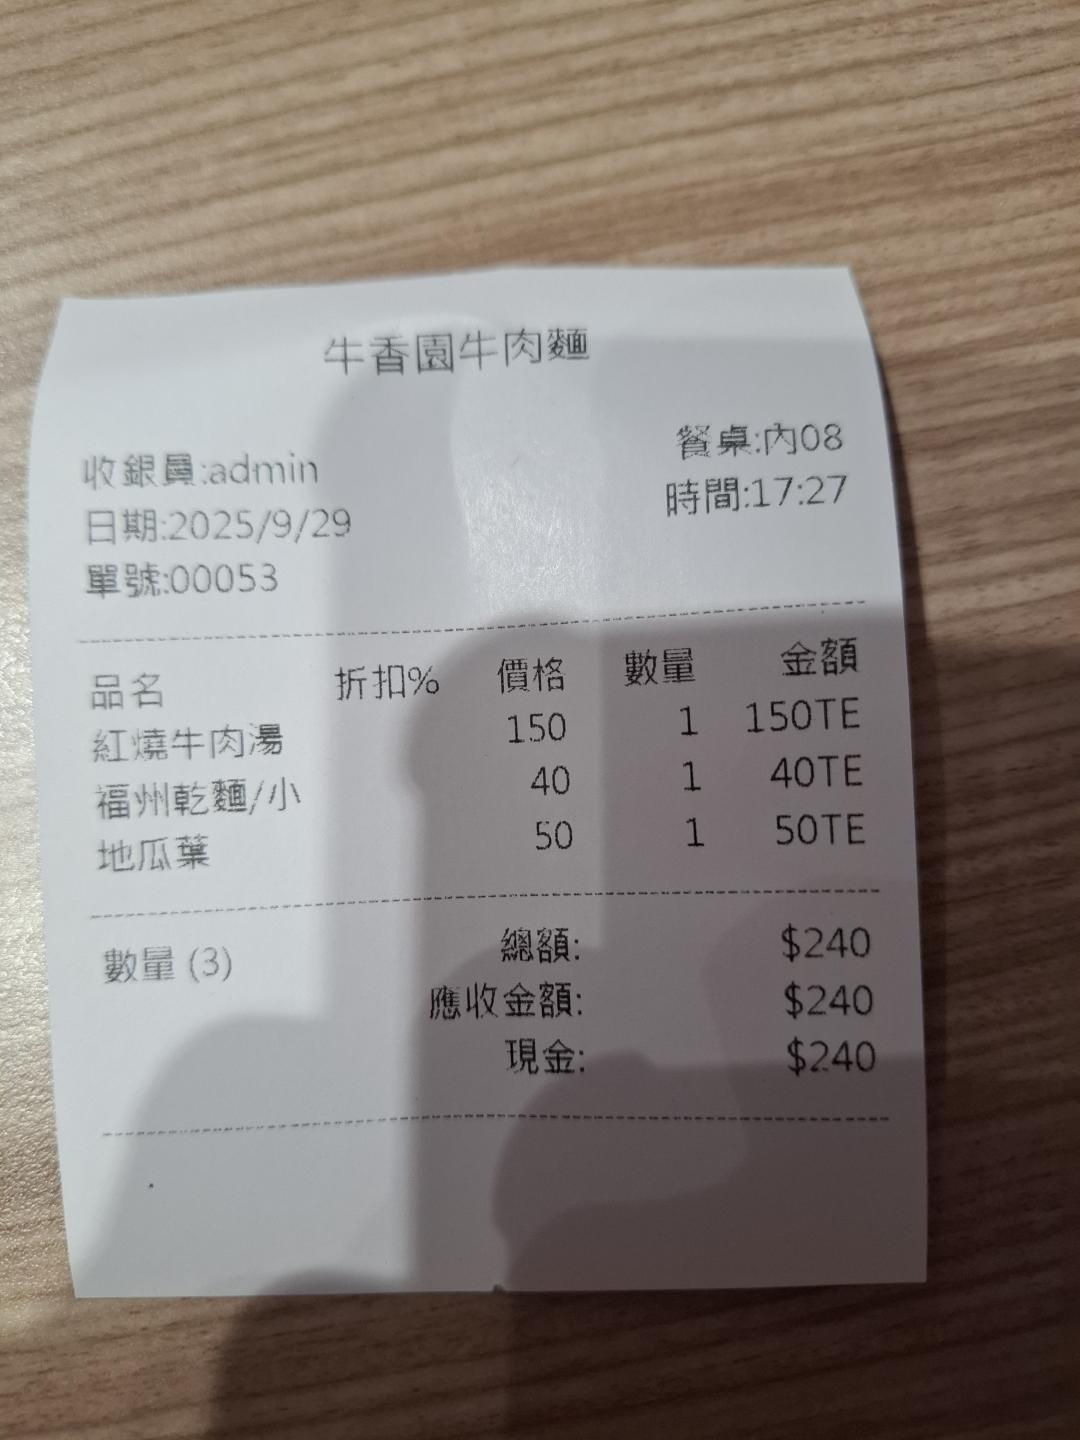 牛香園牛肉麵
餐桌:內08
收銀員:admin
時間:17:27
日期:2025/9/29
單號:00053
品名 折扣% 價格 數量 金額
紅燒牛肉湯 150 1 150TE
福州乾麵/小 40 1 40TE
地瓜葉 50 1 50TE
數量 (3) 總額: $240
應收金額: $240
現金: $240